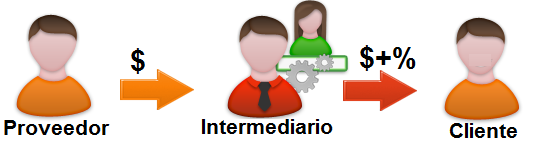 $
$+%
Proveedor
Intermediario
Cliente